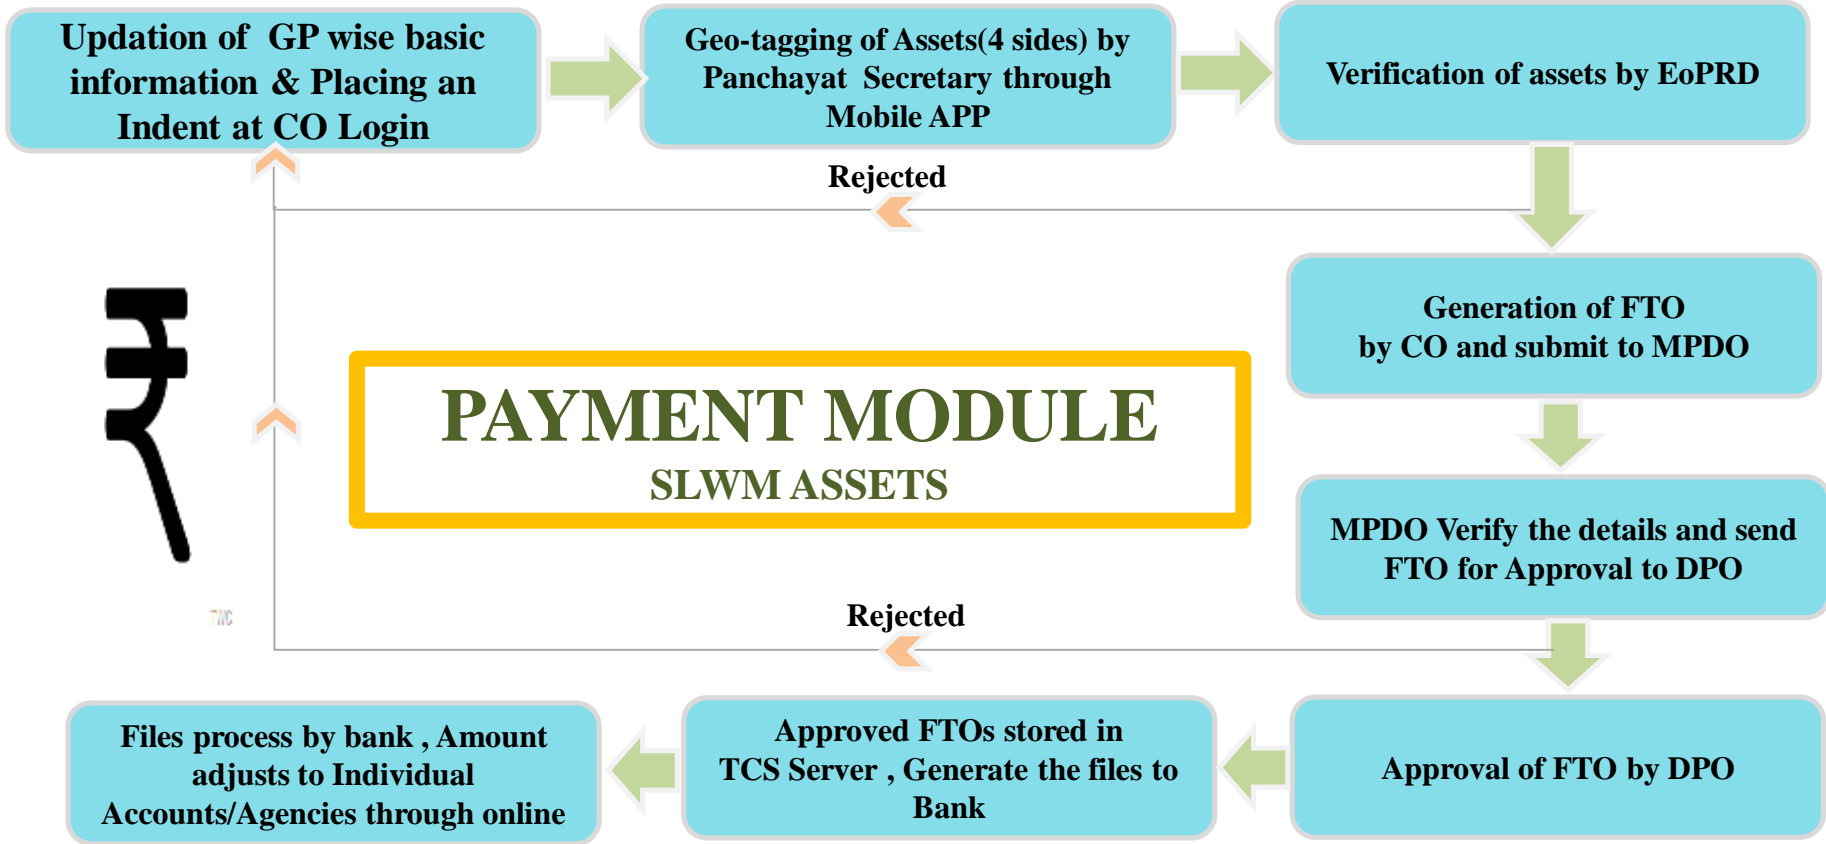 Updation of GP wise basic
information & Placing an
Indent at CO Login
Geo-tagging of Assets(4 sides) by
Panchayat Secretary through
Mobile APP
Verification of assets by EoPRD
Rejected
Generation of FTO
by CO and submit to MPDO
PAYMENT MODULE
SLWM ASSETS
MPDO Verify the details and send
FTO for Approval to DPO
Rejected
Approval of FTO by DPO
Approved FTOs stored in
TCS Server , Generate the files to
Bank
Files process by bank , Amount
adjusts to Individual
Accounts/Agencies through online